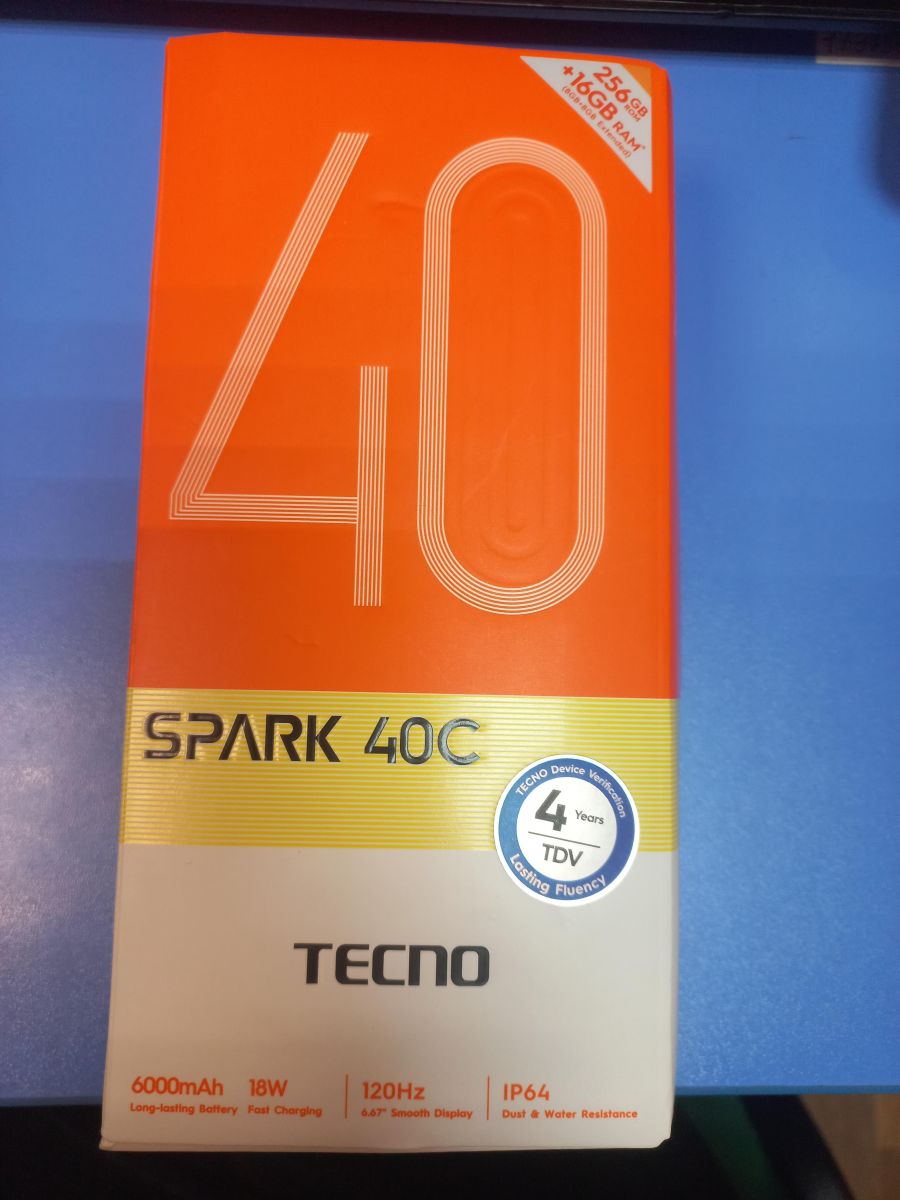 256GB ROM
+16GB RAM*
(8GB+8GB Extended)
40
SPARK 40C
TECNO Device Verification
4 Years
TDV
Lasting Fluency
TECNO
6000mAh 18W 120Hz IP64
Long-lasting Battery Fast Charging 6.67" Smooth Display Dust & Water Resistance